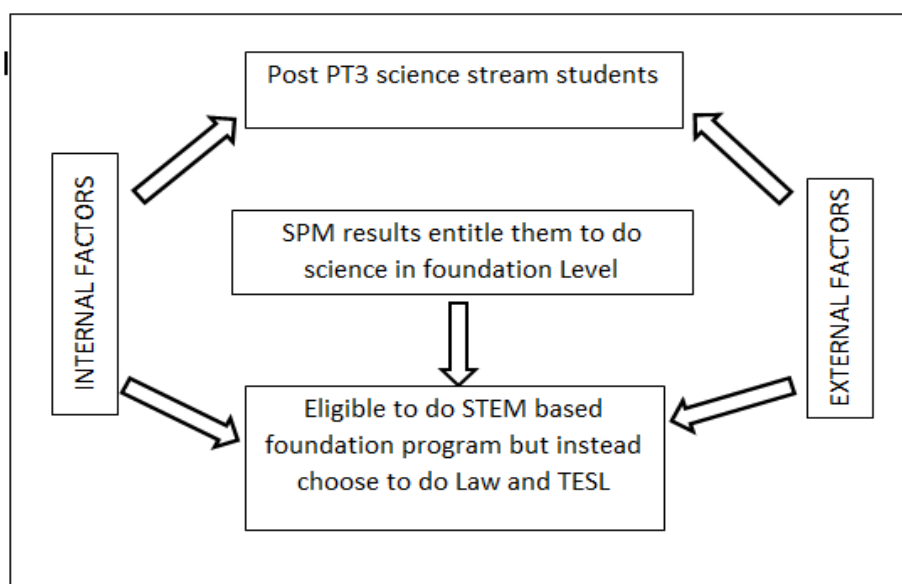 Post PT3 science stream students
INTERNAL FACTORS
SPM results entitle them to do
science in foundation Level
EXTERNAL FACTORS
Eligible to do STEM based
foundation program but instead
choose to do Law and TESL